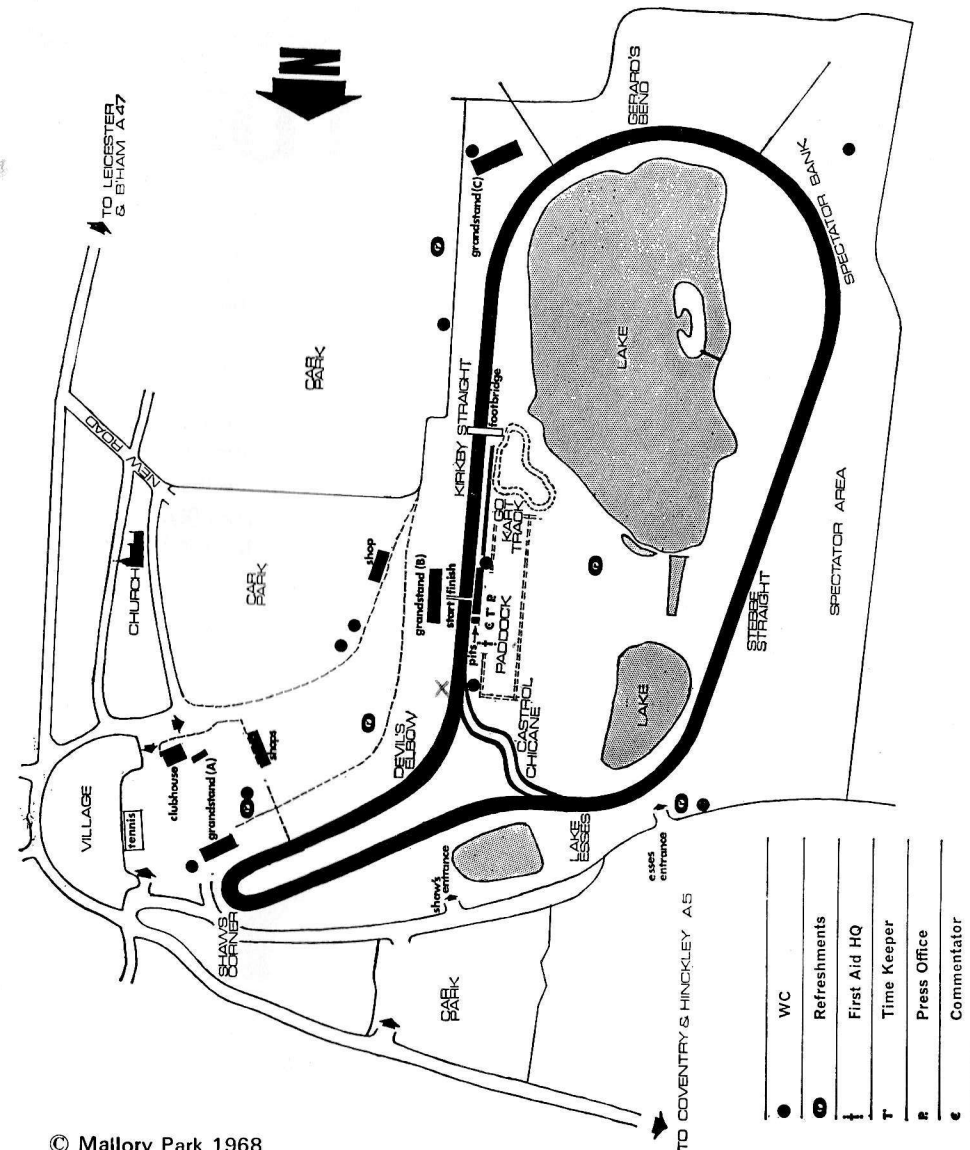 N
TO LEICESTER
& B'HAM A47
GERARD'S
BEND
grandstand (C)
SPECTATOR BANK
CAR
PARK
LAKE
KIRKBY STRAIGHT
footbridge
NEW ROAD
CHURCH
shop
CAR
PARK
GO
KART
TRACK
grandstand (B)
start finish
pits
† C T P
PADDOCK
SPECTATOR AREA
STEBBE
STRAIGHT
LAKE
CASTROL
CHICANE
DEVIL'S
ELBOW
shops
clubhouse
grandstand (A)
VILLAGE
tennis
LAKE
ESSES
esses
entrance
shaw's
entrance
SHAWS
CORNER
CAR
PARK
TO COVENTRY & HINCKLEY A5
WC
Refreshments
† First Aid HQ
T Time Keeper
P Press Office
C Commentator
© Mallory Park 1968